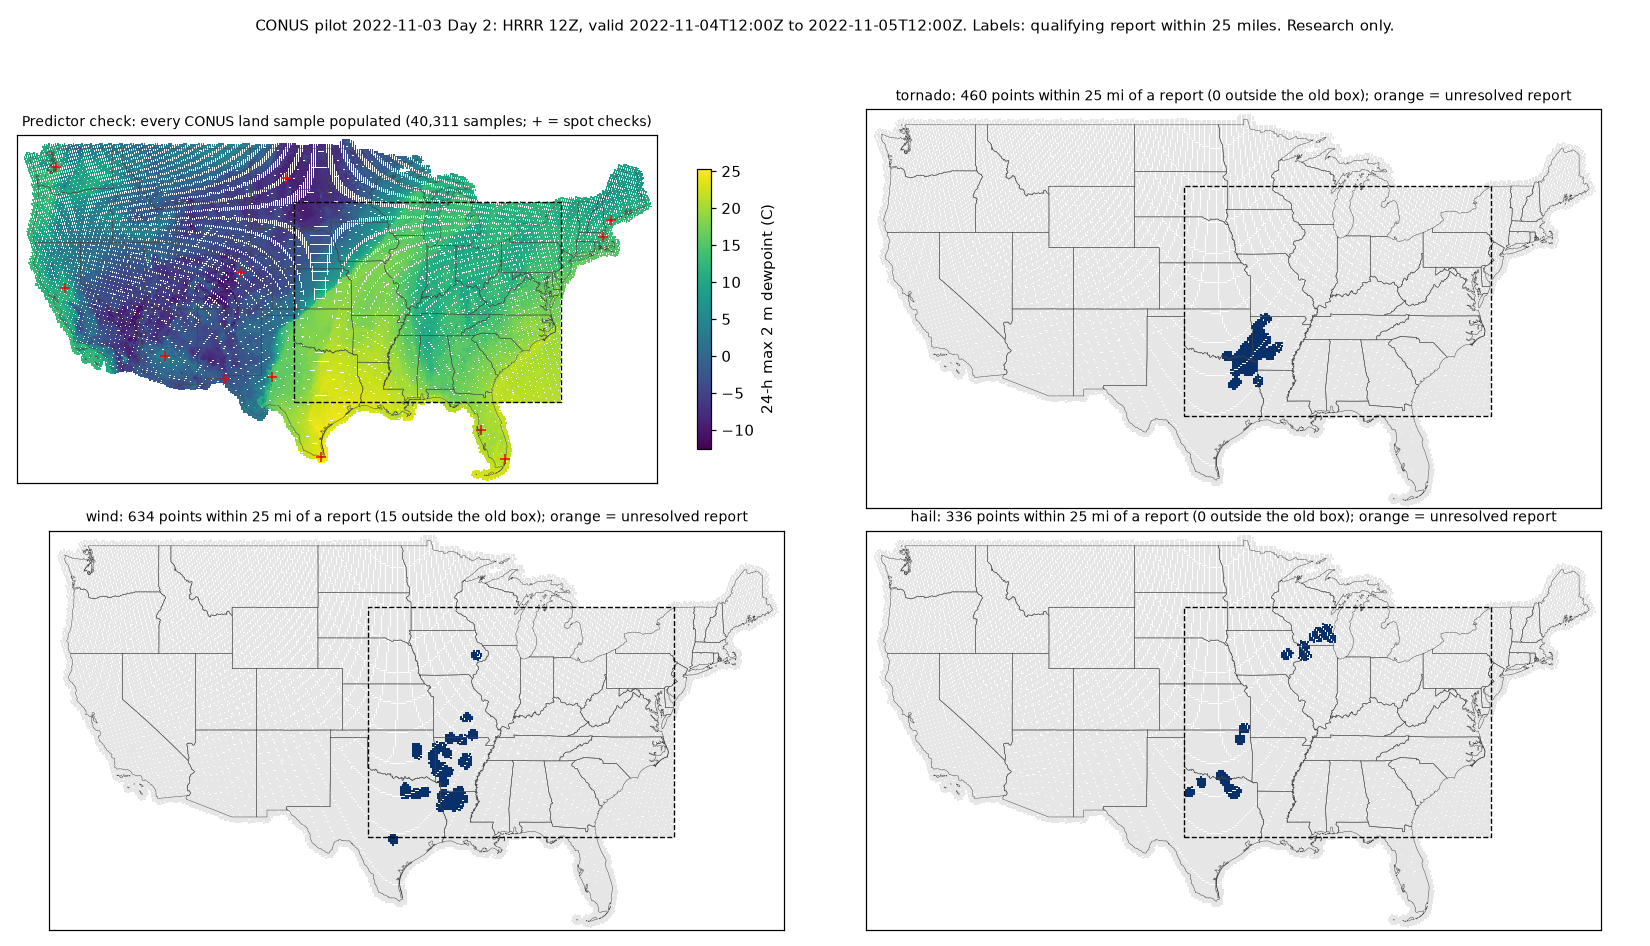 CONUS pilot 2022-11-03 Day 2: HRRR 12Z, valid 2022-11-04T12:00Z to 2022-11-05T12:00Z. Labels: qualifying report within 25 miles. Research only.
Predictor check: every CONUS land sample populated (40,311 samples; + = spot checks)
25
20
15
10
5
0
−5
−10
24-h max 2 m dewpoint (C)
tornado: 460 points within 25 mi of a report (0 outside the old box); orange = unresolved report
wind: 634 points within 25 mi of a report (15 outside the old box); orange = unresolved report
hail: 336 points within 25 mi of a report (0 outside the old box); orange = unresolved report